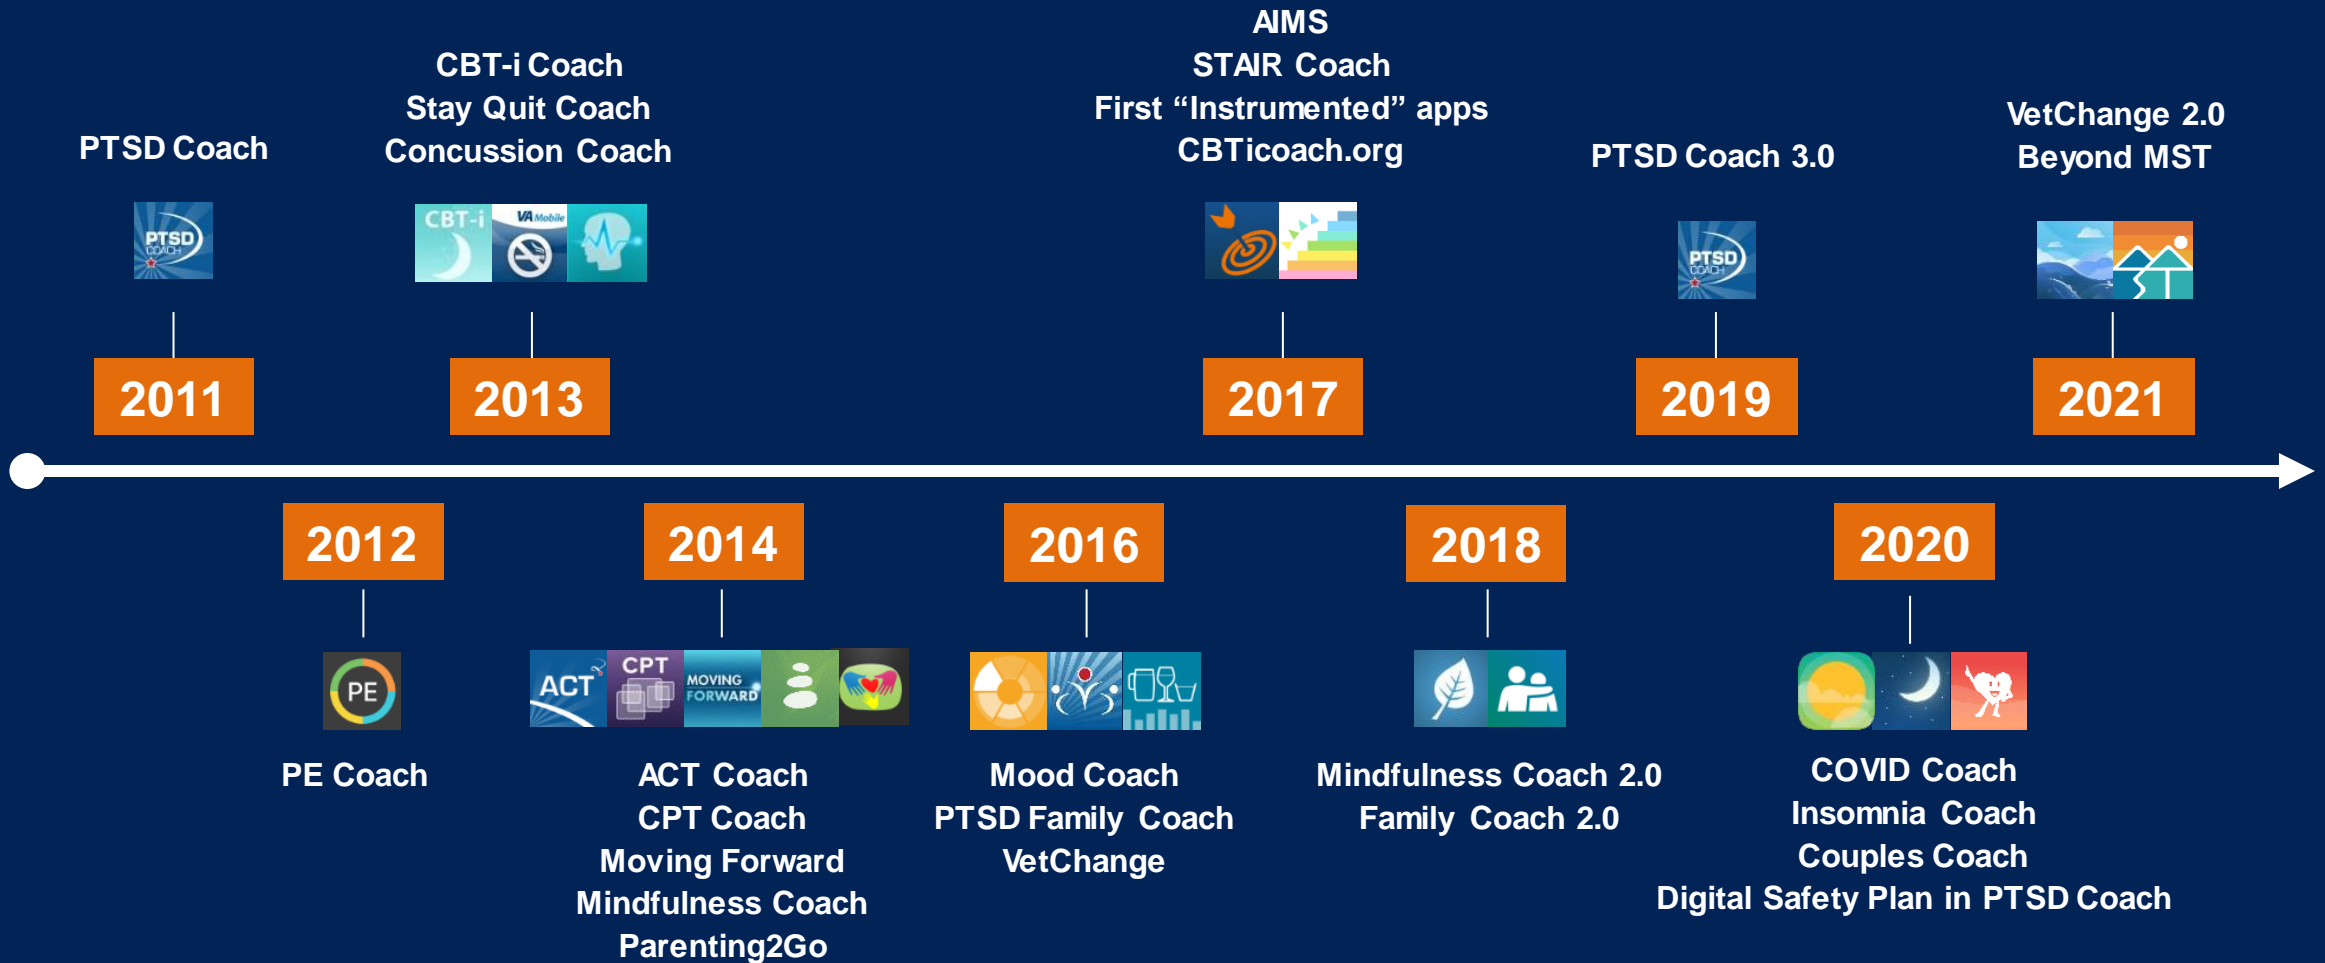 PTSD Coach
PTSD
COACH
2011
CBT-i Coach
Stay Quit Coach
Concussion Coach
CBT-i
VA Mobile
2013
AIMS
STAIR Coach
First “Instrumented” apps
CBTicoach.org
2017
PTSD Coach 3.0
PTSD
COACH
2019
VetChange 2.0
Beyond MST
2021
2012
PE
PE Coach
2014
ACT
CPT
MOVING
FORWARD
ACT Coach
CPT Coach
Moving Forward
Mindfulness Coach
Parenting2Go
2016
Mood Coach
PTSD Family Coach
VetChange
2018
Mindfulness Coach 2.0
Family Coach 2.0
2020
COVID Coach
Insomnia Coach
Couples Coach
Digital Safety Plan in PTSD Coach